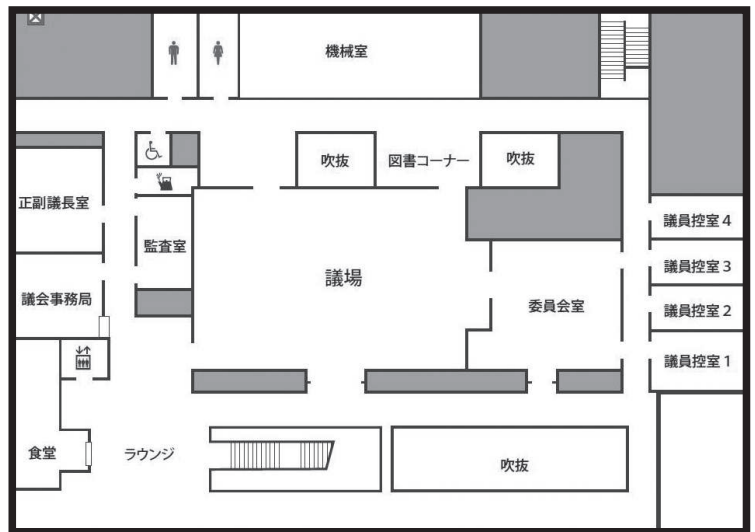 機械室
吹抜
図書コーナー
吹抜
正副議長室
監査室
議会事務局
議場
委員会室
議員控室 4
議員控室 3
議員控室 2
議員控室 1
食堂
ラウンジ
吹抜